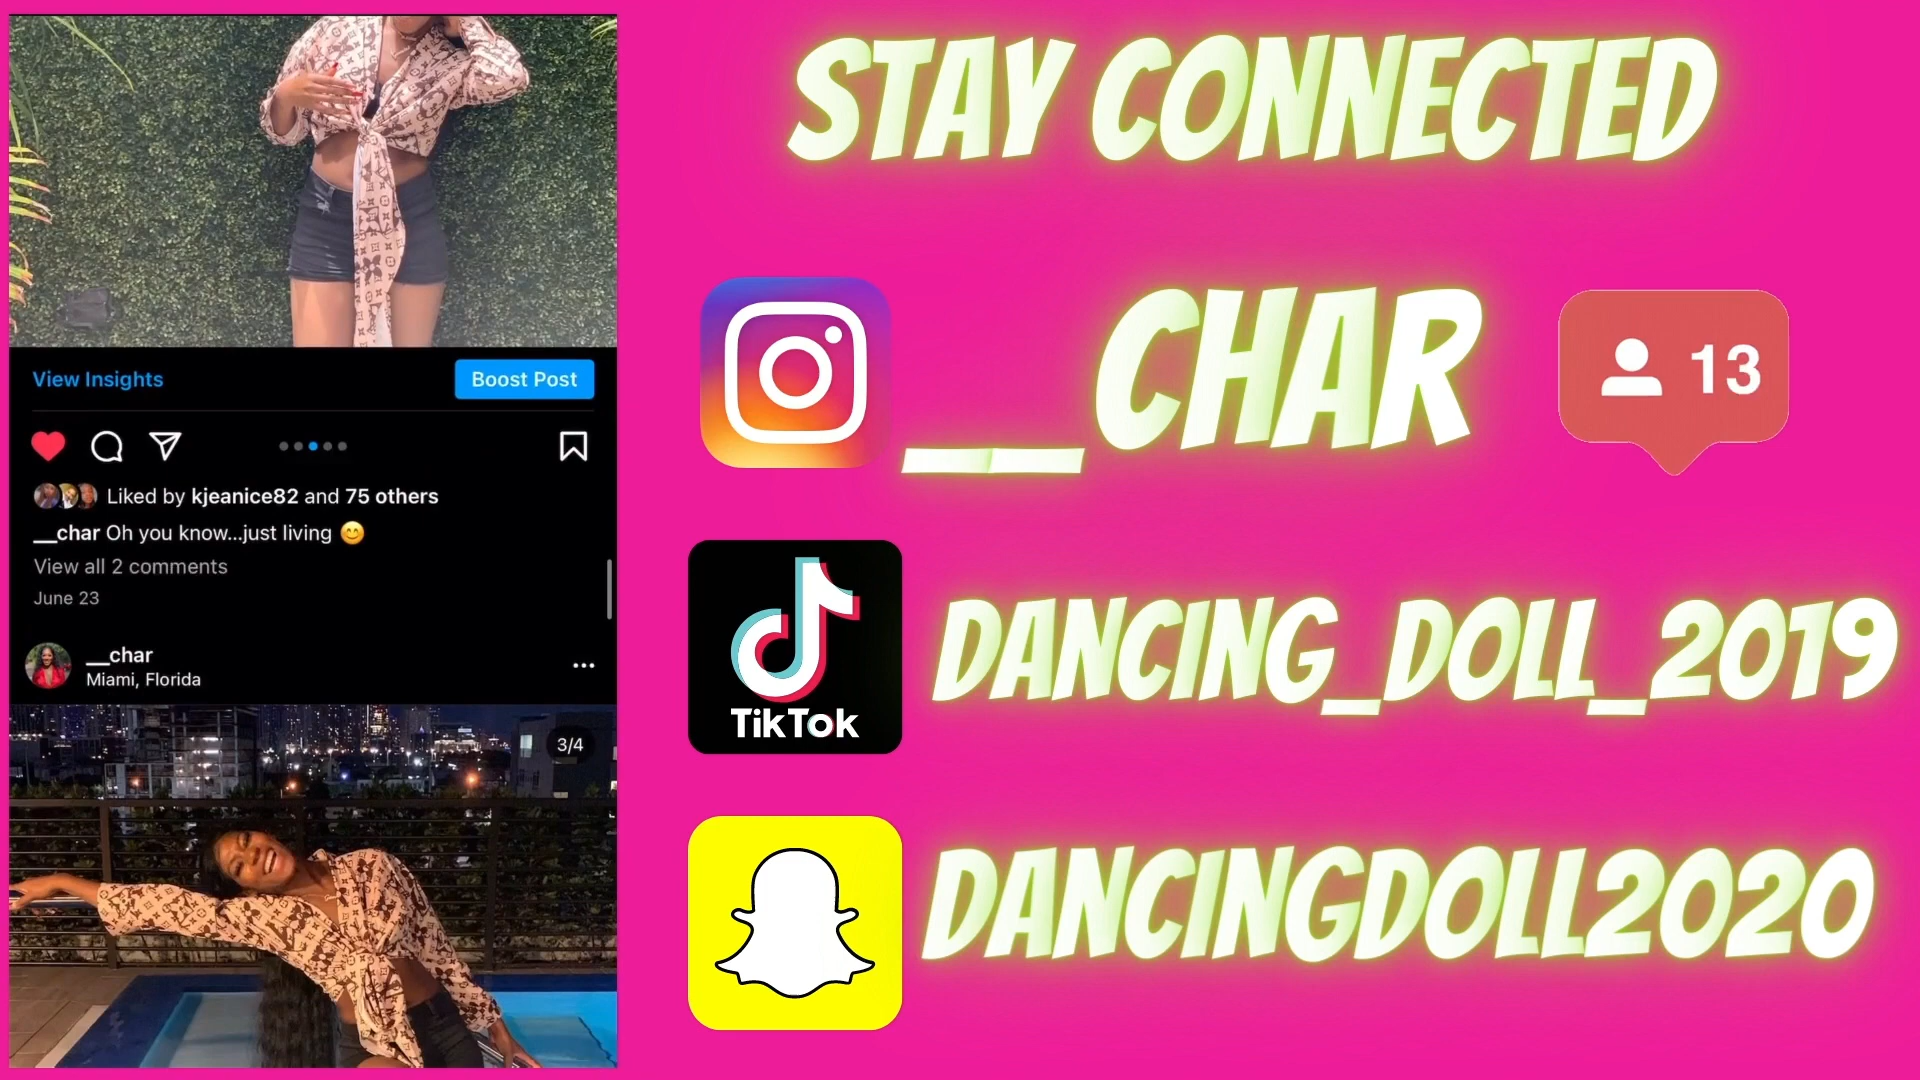 View Insights
Boost Post
Liked by kjeanice82 and 75 others
__char Oh you know...just living 😊
View all 2 comments
June 23
__char
Miami, Florida
3/4
STAY CONNECTED
__CHAR
13
TikTok
DANCING_DOLL_2019
DANCINGDOLL2020